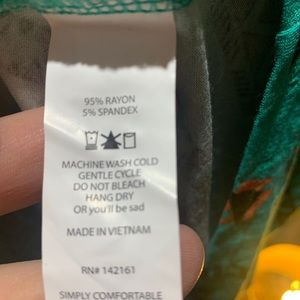 95% RAYON
5% SPANDEX
MACHINE WASH COLD
GENTLE CYCLE
DO NOT BLEACH
HANG DRY
OR you'll be sad
MADE IN VIETNAM
RN# 142161
SIMPLY COMFORTABLE